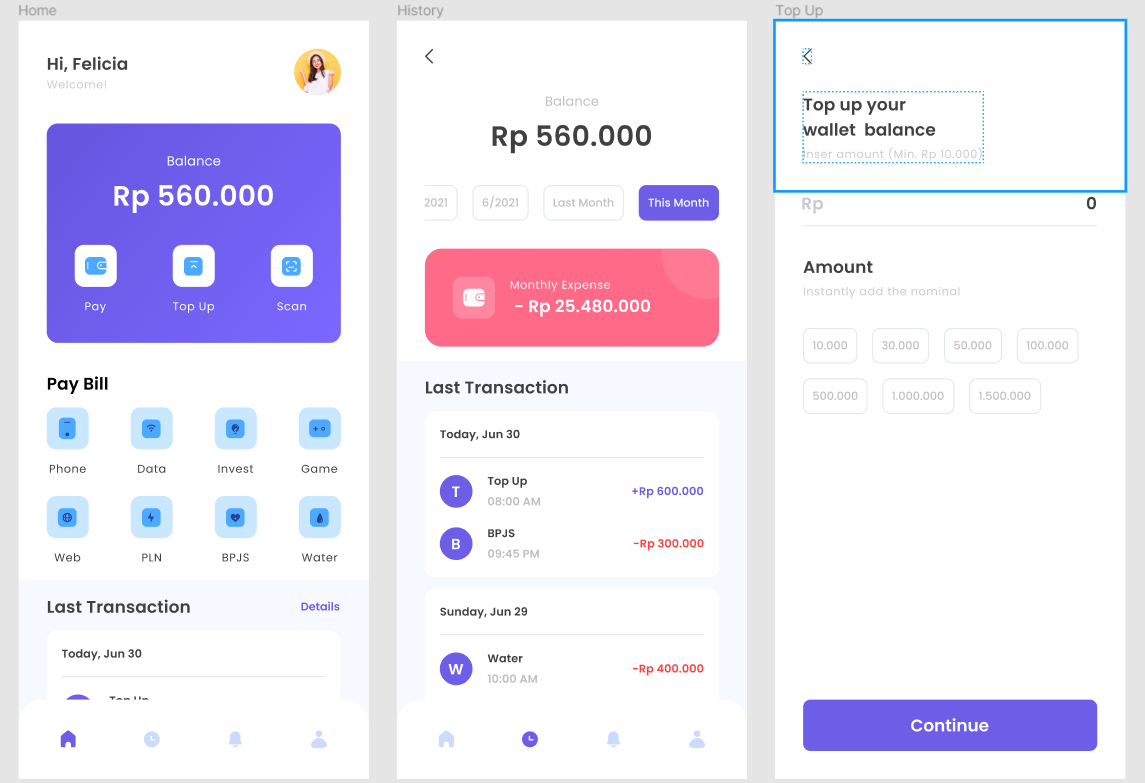 Home
Hi, Felicia
Welcome!
Balance
Rp 560.000
Pay
Top Up
Scan
Pay Bill
Phone
Data
Invest
Game
Web
PLN
BPJS
Water
Last Transaction
Details
Today, Jun 30
Top Up
History
Balance
Rp 560.000
2021
6/2021
Last Month
This Month
Monthly Expense
- Rp 25.480.000
Last Transaction
Today, Jun 30
T
Top Up
08:00 AM
+Rp 600.000
B
BPJS
09:45 PM
-Rp 300.000
Sunday, Jun 29
W
Water
10:00 AM
-Rp 400.000
Top Up
Top up your
wallet balance
Inser amount (Min. Rp 10.000)
Rp
0
Amount
Instantly add the nominal
10.000
30.000
50.000
100.000
500.000
1.000.000
1.500.000
Continue